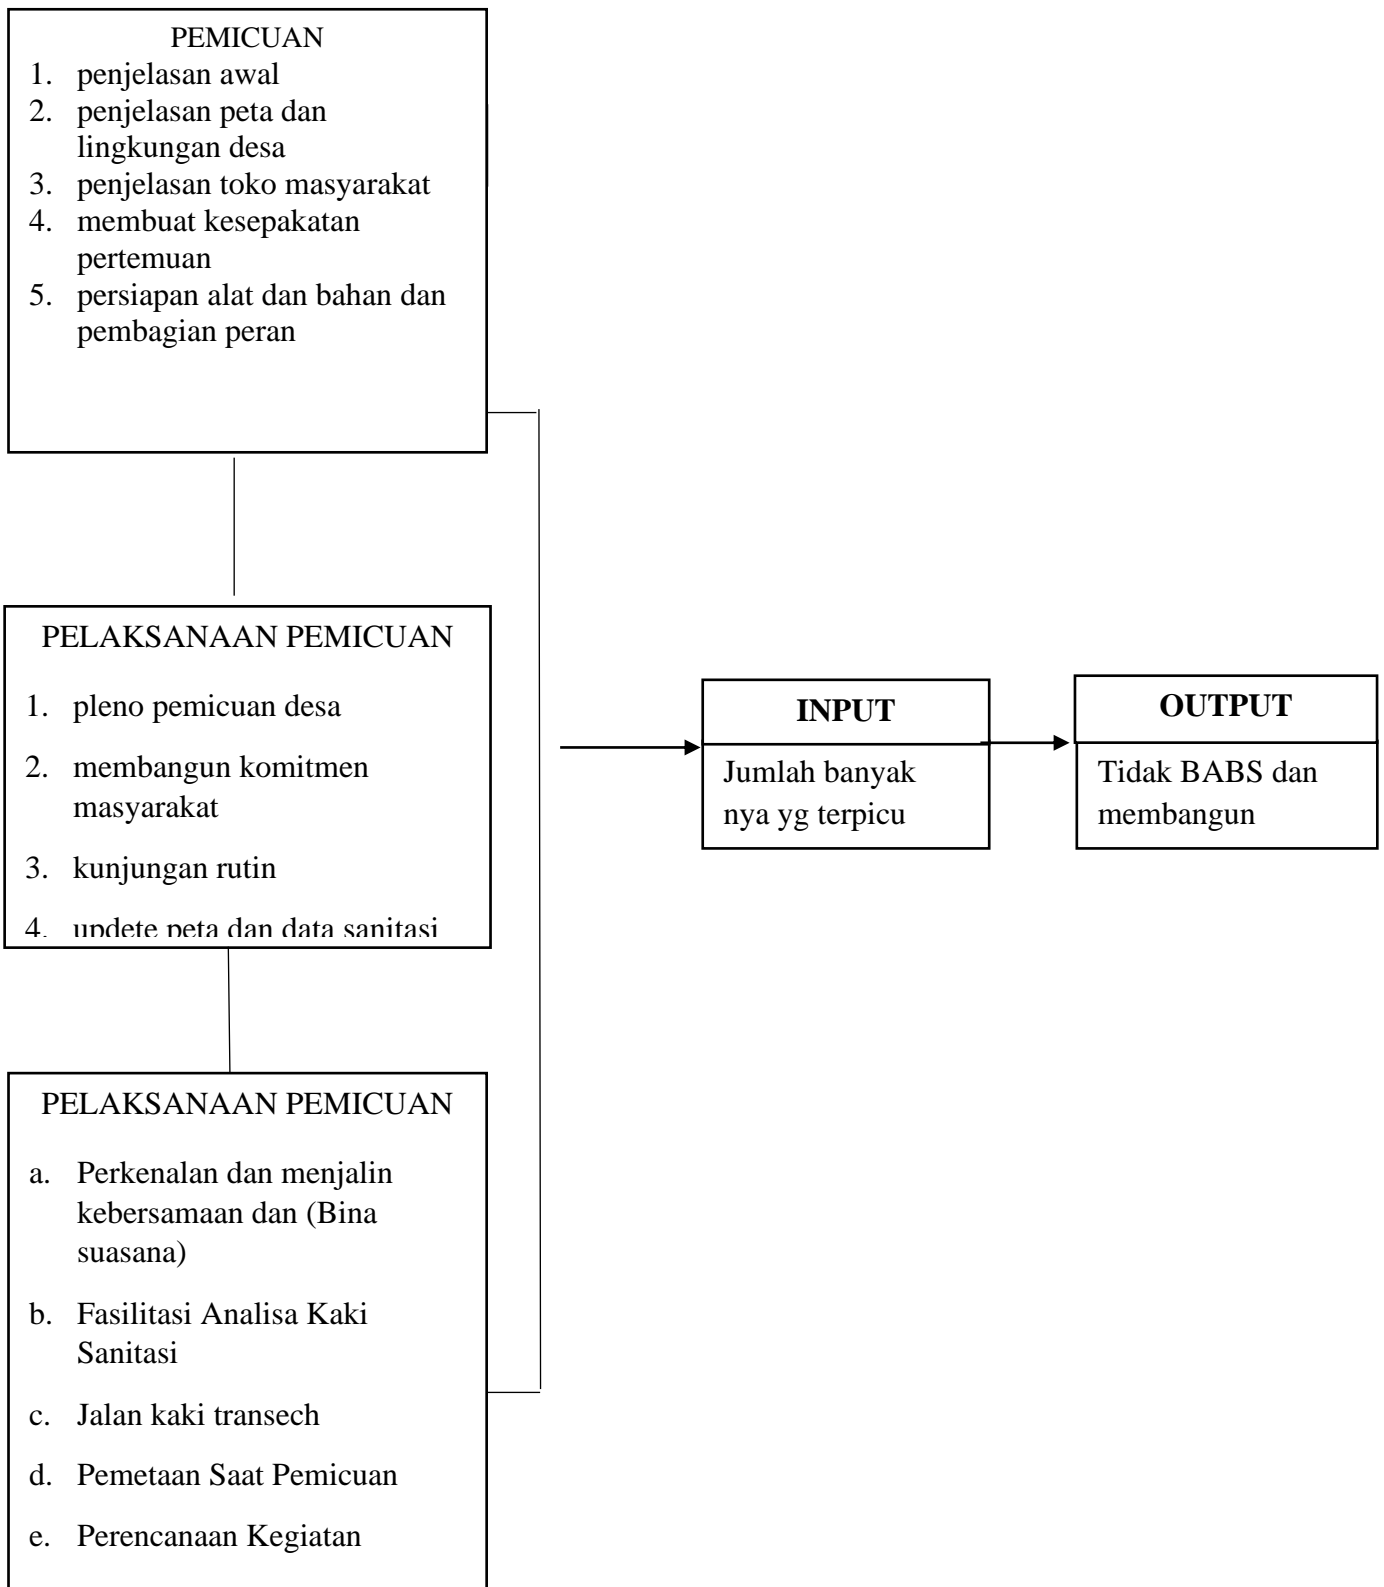 PEMICUAN
1. penjelasan awal
2. penjelasan peta dan
lingkungan desa
3. penjelasan toko masyarakat
4. membuat kesepakatan
pertemuan
5. persiapan alat dan bahan dan
pembagian peran
PELAKSANAAN PEMICUAN
1. pleno pemicuan desa
2. membangun komitmen
masyarakat
3. kunjungan rutin
4. updete peta dan data sanitasi
PELAKSANAAN PEMICUAN
a. Perkenalan dan menjalin
kebersamaan dan (Bina
suasana)
b. Fasilitasi Analisa Kaki
Sanitasi
c. Jalan kaki transech
d. Pemetaan Saat Pemicuan
e. Perencanaan Kegiatan
INPUT
Jumlah banyak
nya yg terpicu
OUTPUT
Tidak BABS dan
membangun